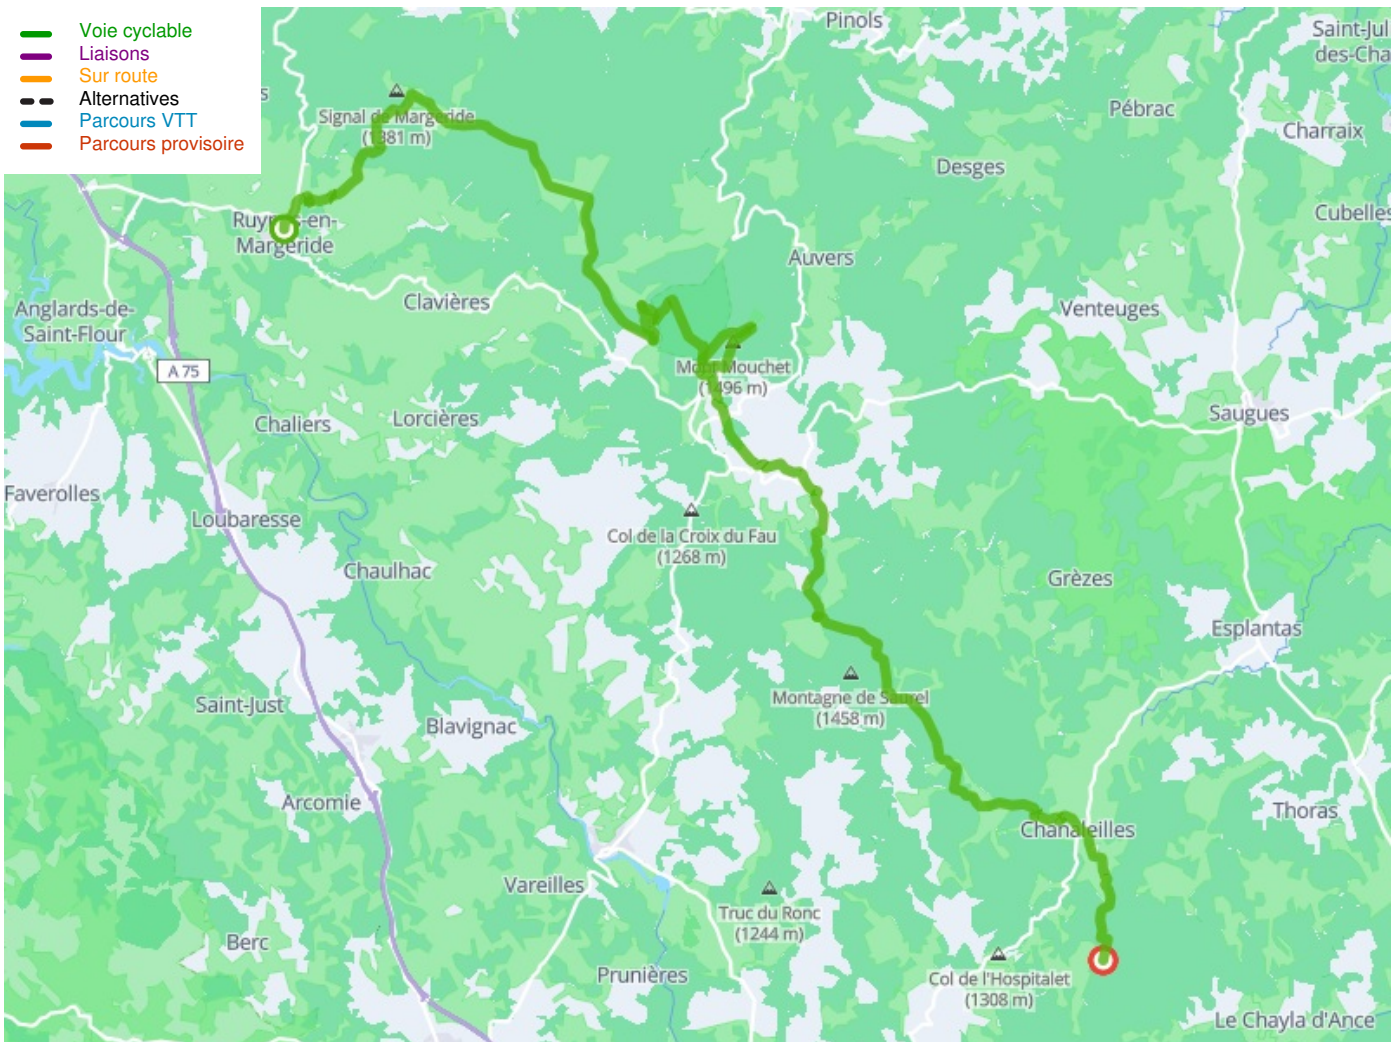 Voie cyclable
Liaisons
Sur route
Alternatives
Parcours VTT
Parcours provisoire
Pinols
Saint-Jul
des-Cha
s
Signal de Margeride
(1381 m)
Pébrac
Charraix
Desges
Cubelles
Ruynes-en-
Margeride
Auvers
Clavières
Venteuges
Anglards-de-
Saint-Flour
A 75
Mont Mouchet
(1496 m)
Saugues
Chaliers
Lorcières
Faverolles
Loubaresse
Col de la Croix du Fau
(1268 m)
Chaulhac
Grèzes
Esplantas
Saint-Just
Montagne de Saurel
(1458 m)
Blavignac
Arcomie
Thoras
Chanaleilles
Vareilles
Truc du Ronc
(1244 m)
Berc
Prunières
Col de l'Hospitalet
(1308 m)
Le Chayla d'Ance